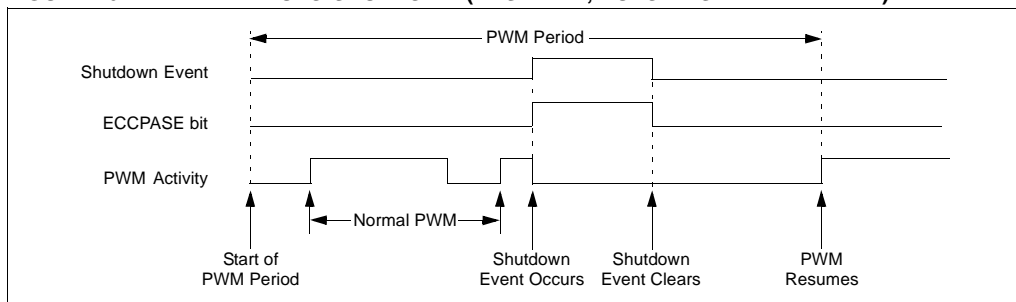 PWM Period
Shutdown Event
ECCPASE bit
PWM Activity
Normal PWM
Start of
PWM Period
Shutdown
Event Occurs
Shutdown
Event Clears
PWM
Resumes